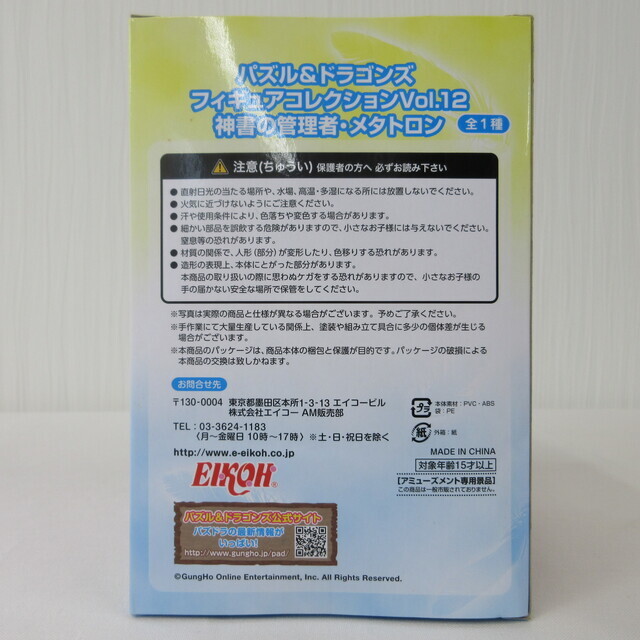 パズル&ドラゴンズ
フィギュアコレクションVol.12
神書の管理者・メタトロン 全1種
注意(ちゅうい) 保護者の方へ 必ずお読み下さい
● 直射日光の当たる場所や、水場、高温・多湿になる所には放置しないでください。
● 火気に近づけないようにご注意ください。
● 汗や使用条件により、色落ちや変色する場合があります。
● 細かい部品を誤飲する危険がありますので、小さなお子様には与えないでください。
窒息等の恐れがあります。
● 材質の関係で、人形(部分)が変形したり、色移りする恐れがあります。
● 造形の表現上、本体にとがった部分があります。
本商品の取り扱いの際に思わぬケガをする恐れがありますので、小さなお子様の
手の届かない安全な場所で保管をしてください。
※写真は実際の商品と仕様が異なる場合がございます。予めご了承ください。
※手作業にて大量生産している関係上、塗装や組み立て具合に多少の個体差が生じる
場合がございます。
※本商品のパッケージは、商品本体の梱包と保護が目的です。パッケージの破損による
本商品の交換は致しかねます。
お問合せ先
〒130-0004 東京都墨田区本所1-3-13 エイコービル
株式会社エイコー AM販売部
TEL : 03-3624-1183
〈月〜金曜日 10時〜17時〉※土・日・祝日を除く
http://www.e-eikoh.co.jp
EIKOH®
プラ 本体素材:PVC・ABS
袋:PE
紙 外箱:紙
MADE IN CHINA
対象年齢15才以上
【アミューズメント専用景品】
この商品は一般市販されておりません。
パズル&ドラゴンズ公式サイト
パズドラの最新情報が
いっぱい!
http://www.gungho.jp/pad/
©GungHo Online Entertainment, Inc. All Rights Reserved.